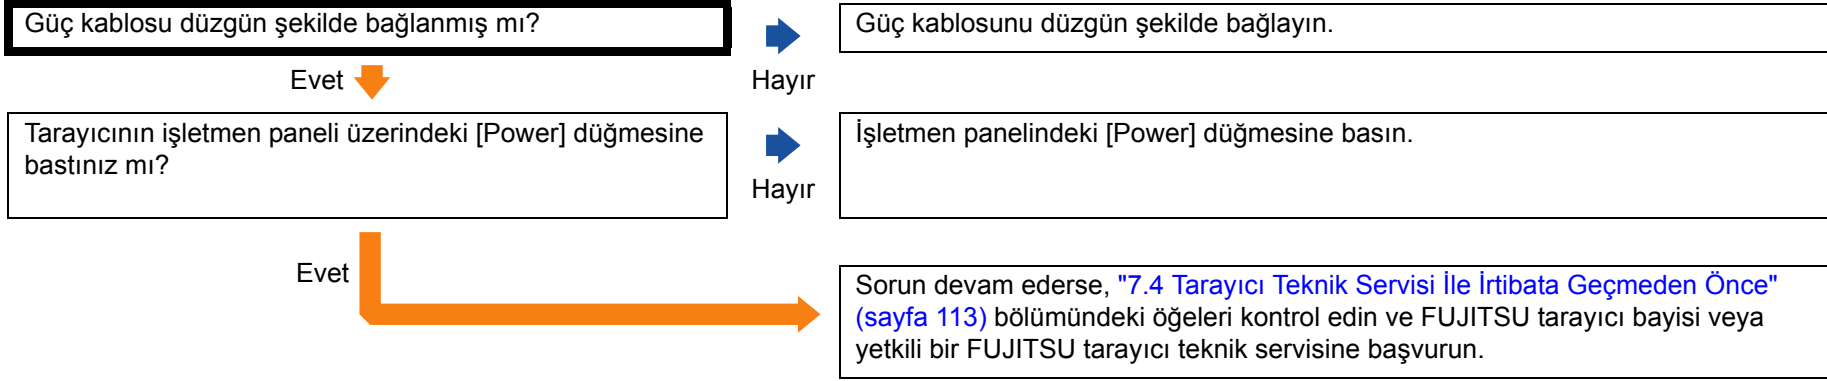 Güç kablosu düzgün şekilde bağlanmış mı?
Güç kablosunu düzgün şekilde bağlayın.
Evet
Hayır
Tarayıcının işletmen paneli üzerindeki [Power] düğmesine
bastınız mı?
İşletmen panelindeki [Power] düğmesine basın.
Hayır
Evet
Sorun devam ederse, "7.4 Tarayıcı Teknik Servisi İle İrtibata Geçmeden Önce"
(sayfa 113) bölümündeki öğeleri kontrol edin ve FUJITSU tarayıcı bayisi veya
yetkili bir FUJITSU tarayıcı teknik servisine başvurun.